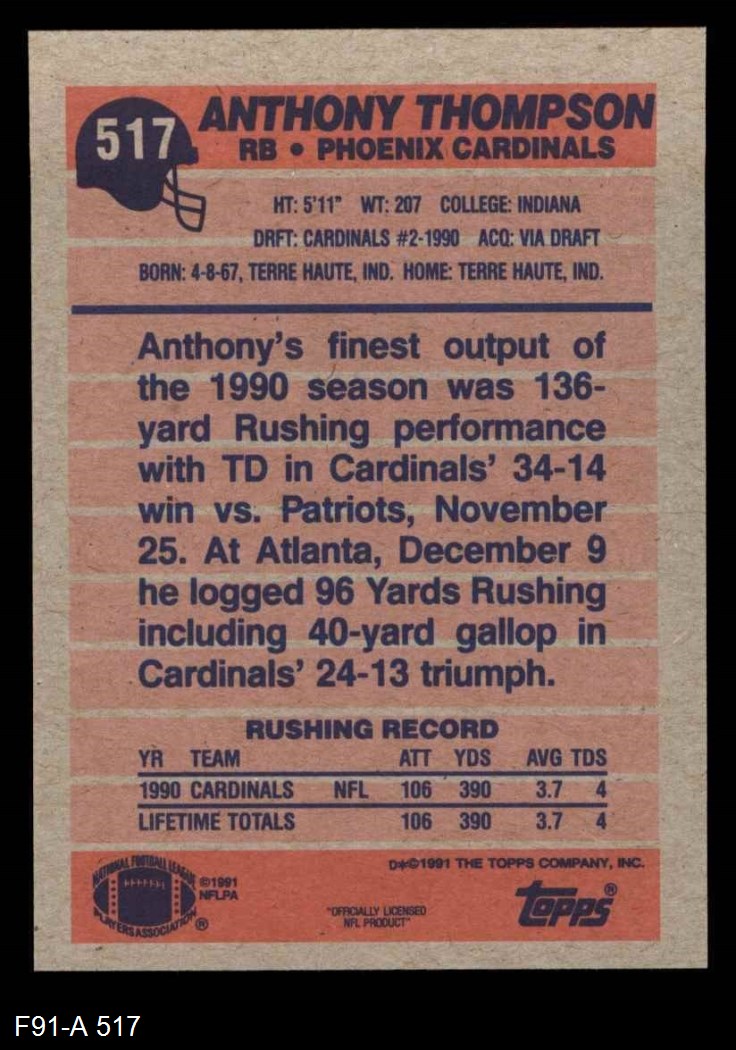 517
ANTHONY THOMPSON
RB • PHOENIX CARDINALS
HT: 5'11" WT: 207 COLLEGE: INDIANA
DRFT: CARDINALS #2-1990 ACQ: VIA DRAFT
BORN: 4-8-67, TERRE HAUTE, IND. HOME: TERRE HAUTE, IND.
Anthony's finest output of
the 1990 season was 136-
yard Rushing performance
with TD in Cardinals' 34-14
win vs. Patriots, November
25. At Atlanta, December 9
he logged 96 Yards Rushing
including 40-yard gallop in
Cardinals' 24-13 triumph.
RUSHING RECORD
YR TEAM ATT YDS AVG TDS
1990 CARDINALS NFL 106 390 3.7 4
LIFETIME TOTALS 106 390 3.7 4
NATIONAL FOOTBALL LEAGUE
PLAYERS ASSOCIATION ®
©1991
NFLPA
D*©1991 THE TOPPS COMPANY, INC.
"OFFICIALLY LICENSED
NFL PRODUCT"
topps®
F91-A 517